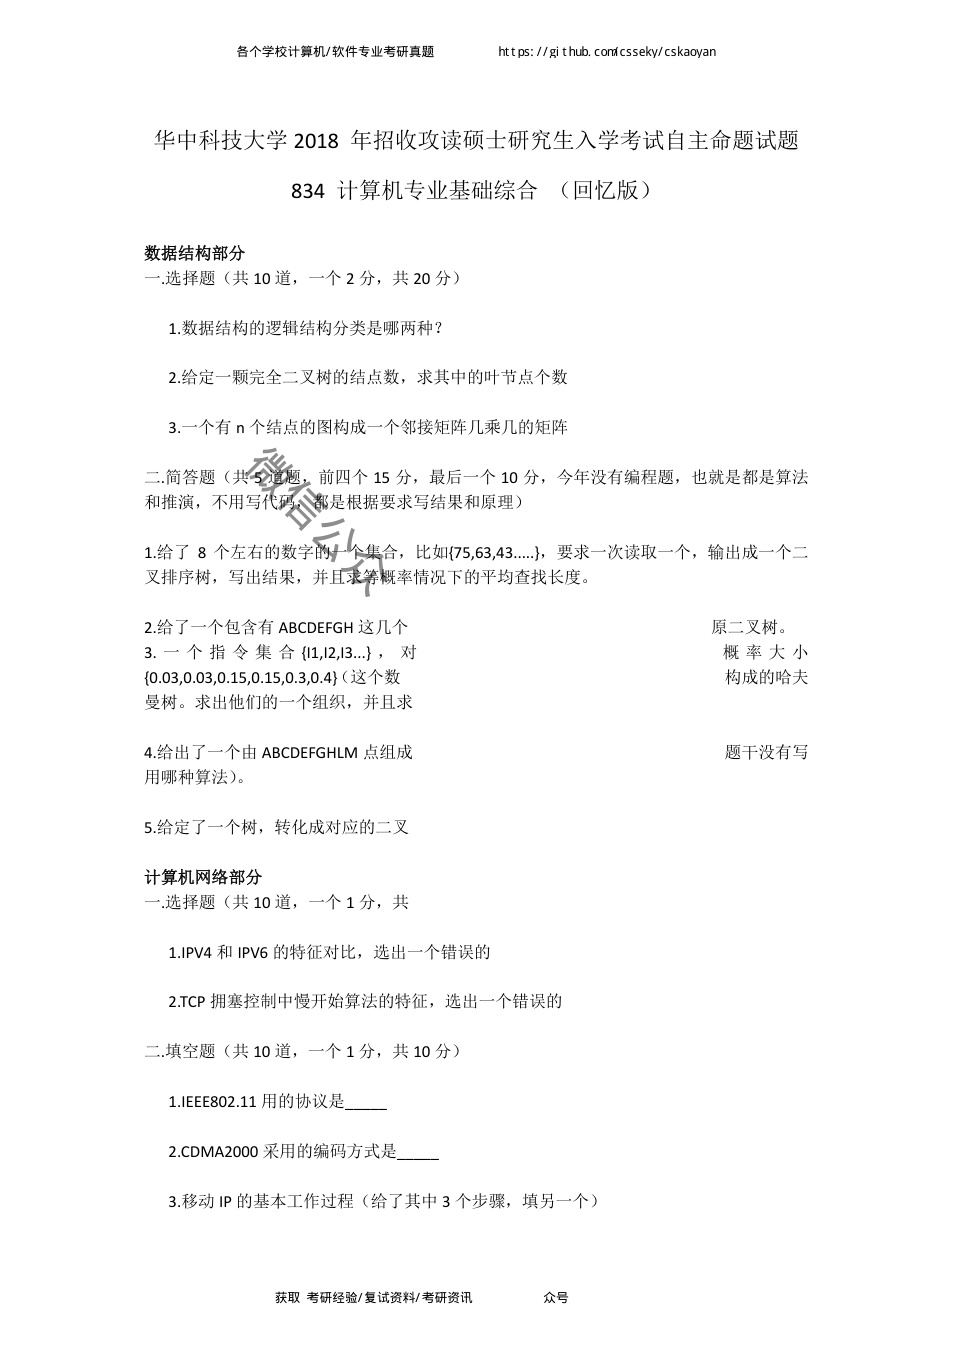 各个学校计算机/软件专业考研真题 https://github.com/csseky/cskaoyan
华中科技大学 2018 年招收攻读硕士研究生入学考试自主命题试题
834 计算机专业基础综合 （回忆版）
数据结构部分
一.选择题（共 10 道，一个 2 分，共 20 分）
1.数据结构的逻辑结构分类是哪两种?
2.给定一颗完全二叉树的结点数，求其中的叶节点个数
3.一个有 n 个结点的图构成一个邻接矩阵几乘几的矩阵
二.简答题（共 5 道题，前四个 15 分，最后一个 10 分，今年没有编程题，也就是都是算法
和推演，不用写代码，都是根据要求写结果和原理）
微信公众
1.给了 8 个左右的数字的一个集合，比如{75,63,43.....}，要求一次读取一个，输出成一个二
叉排序树，写出结果，并且求等概率情况下的平均查找长度。
2.给了一个包含有 ABCDEFGH 这几个 原二叉树。
3. 一 个 指 令 集 合 {I1,I2,I3...} ， 对 概 率 大 小
{0.03,0.03,0.15,0.15,0.3,0.4}（这个数 构成的哈夫
曼树。求出他们的一个组织，并且求
4.给出了一个由 ABCDEFGHLM 点组成 题干没有写
用哪种算法）。
5.给定了一个树，转化成对应的二叉
计算机网络部分
一.选择题（共 10 道，一个 1 分，共
1.IPV4 和 IPV6 的特征对比，选出一个错误的
2.TCP 拥塞控制中慢开始算法的特征，选出一个错误的
二.填空题（共 10 道，一个 1 分，共 10 分）
1.IEEE802.11 用的协议是_____
2.CDMA2000 采用的编码方式是_____
3.移动 IP 的基本工作过程（给了其中 3 个步骤，填另一个）
获取 考研经验/复试资料/考研资讯 众号